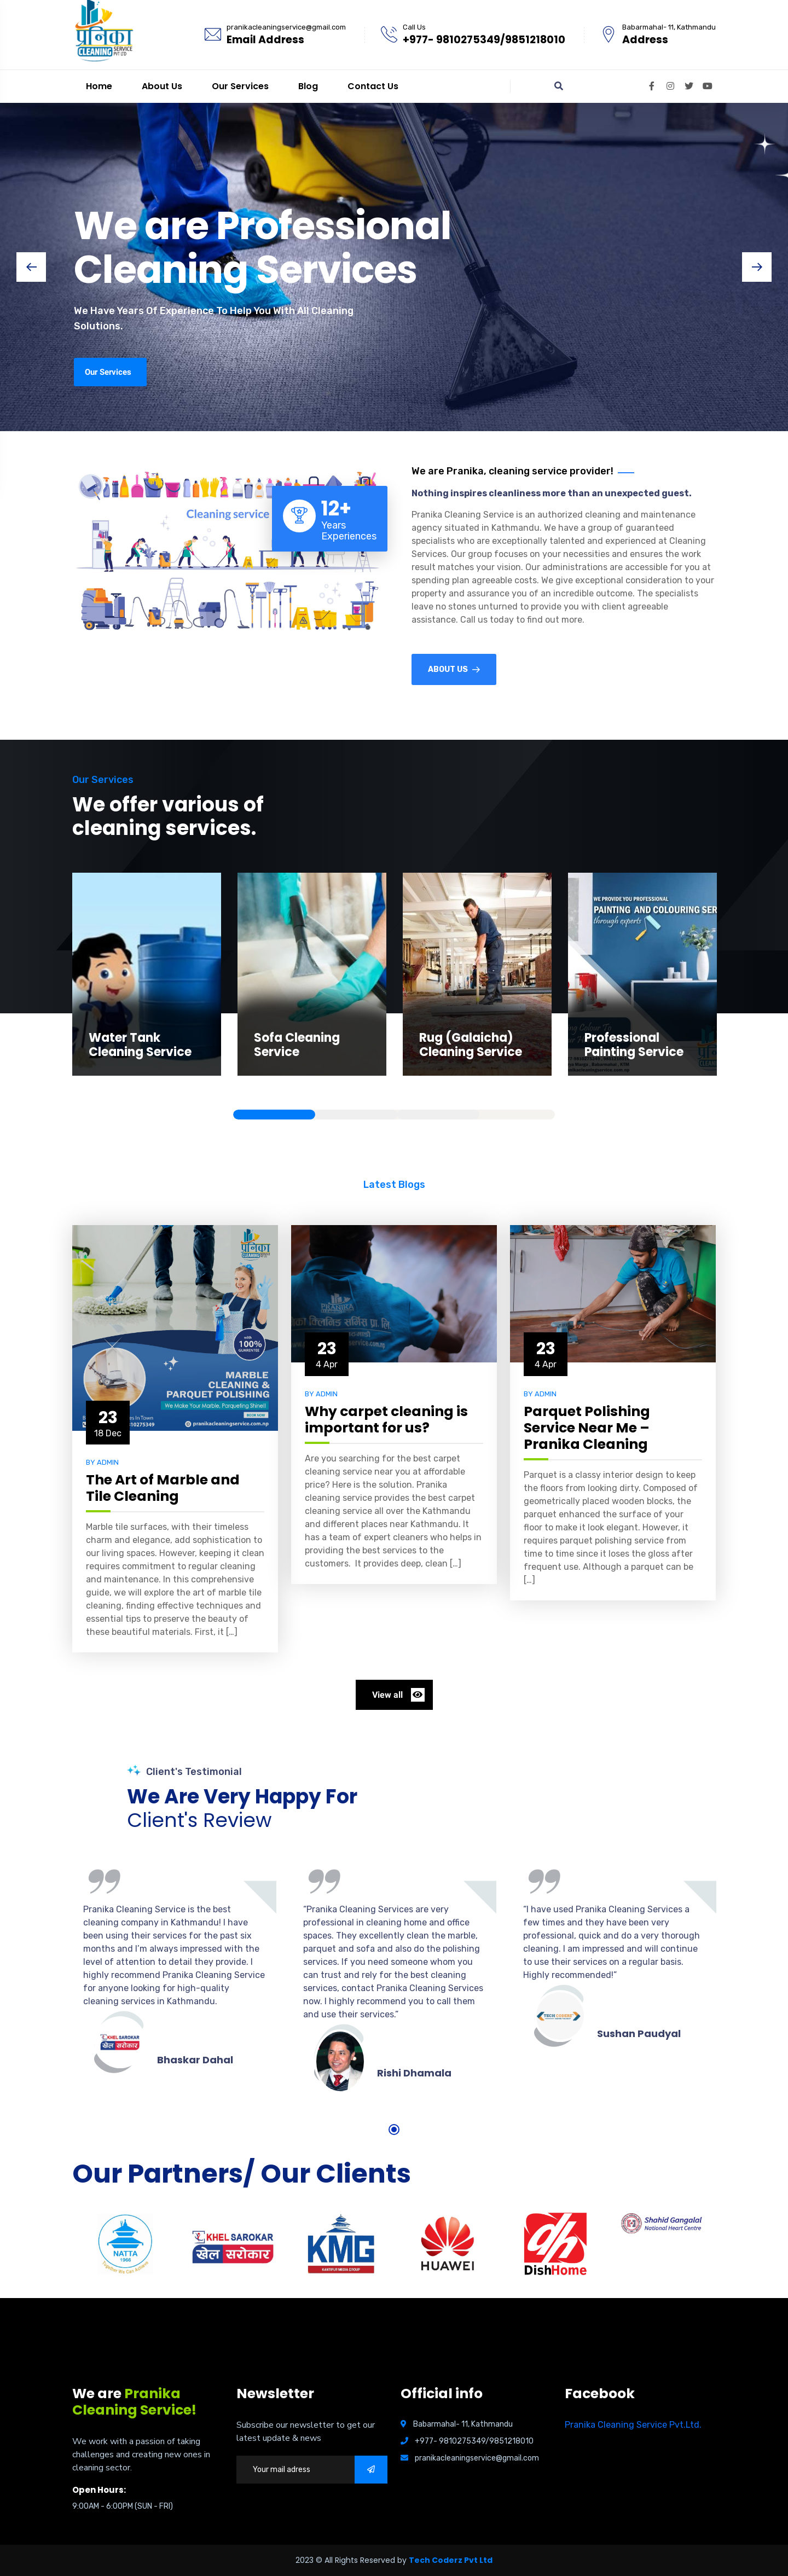 प्रनिका
CLEANING SERVICE
PVT LTD
pranikacleaningservice@gmail.com
Email Address
Call Us
+977- 9810275349/9851218010
Babarmahal- 11, Kathmandu
Address
Home About Us Our Services Blog Contact Us
We are Professional
Cleaning Services
We Have Years Of Experience To Help You With All Cleaning
Solutions.
Our Services
Cleaning service
12+
Years
Experiences
We are Pranika, cleaning service provider!
Nothing inspires cleanliness more than an unexpected guest.
Pranika Cleaning Service is an authorized cleaning and maintenance
agency situated in Kathmandu. We have a group of guaranteed
specialists who are exceptionally talented and experienced at Cleaning
Services. Our group focuses on your necessities and ensures the work
result matches your vision. Our administrations are accessible for you at
spending plan agreeable costs. We give exceptional consideration to your
property and assurance you of an incredible outcome. The specialists
leave no stones unturned to provide you with client agreeable
assistance. Call us today to find out more.
ABOUT US
Our Services
We offer various of
cleaning services.
Water Tank
Cleaning Service
Sofa Cleaning
Service
Rug (Galaicha)
Cleaning Service
WE PROVIDE YOU PROFESSIONAL
PAINTING AND COLOURING SER
through experts
Professional
Painting Service
Latest Blogs
प्रनिका
with
100%
GUARANTEE
MARBLE
CLEANING &
PARQUET POLISHING
We Make Your Marble, Parqueting Shine!
BOOK NOW
pranikacleaningservice.com.np
23
18 Dec
BY ADMIN
The Art of Marble and
Tile Cleaning
Marble tile surfaces, with their timeless
charm and elegance, add sophistication to
our living spaces. However, keeping it clean
requires commitment to regular cleaning
and maintenance. In this comprehensive
guide, we will explore the art of marble tile
cleaning, finding effective techniques and
essential tips to preserve the beauty of
these beautiful materials. First, it [...]
PRANIKA
23
4 Apr
BY ADMIN
Why carpet cleaning is
important for us?
Are you searching for the best carpet
cleaning service near you at affordable
price? Here is the solution. Pranika
cleaning service provides the best carpet
cleaning service all over the Kathmandu
and different places near Kathmandu. It
has a team of expert cleaners who helps in
providing the best services to the
customers. It provides deep, clean [...]
23
4 Apr
BY ADMIN
Parquet Polishing
Service Near Me –
Pranika Cleaning
Parquet is a classy interior design to keep
the floors from looking dirty. Composed of
geometrically placed wooden blocks, the
parquet enhanced the surface of your
floor to make it look elegant. However, it
requires parquet polishing service from
time to time since it loses the gloss after
frequent use. Although a parquet can be
[...]
View all
Client's Testimonial
We Are Very Happy For
Client's Review
Pranika Cleaning Service is the best
cleaning company in Kathmandu! I have
been using their services for the past six
months and I'm always impressed with the
level of attention to detail they provide. I
highly recommend Pranika Cleaning Service
for anyone looking for high-quality
cleaning services in Kathmandu.
KHEL SAROKAR
खेल सरोकार
Bhaskar Dahal
"Pranika Cleaning Services are very
professional in cleaning home and office
spaces. They excellently clean the marble,
parquet and sofa and also do the polishing
services. If you need someone whom you
can trust and rely for the best cleaning
services, contact Pranika Cleaning Services
now. I highly recommend you to call them
and use their services."
Rishi Dhamala
"I have used Pranika Cleaning Services a
few times and they have been very
professional, quick and do a very thorough
cleaning. I am impressed and will continue
to use their services on a regular basis.
Highly recommended!"
TECH CODERZ
Sushan Paudyal
Our Partners/ Our Clients
NATTA
1966
Together We Can Achieve
KHEL SAROKAR
खेल सरोकार
KMG
KANTIPUR MEDIA GROUP
HUAWEI
dh
DishHome
Shahid Gangalal
National Heart Centre
We are Pranika
Cleaning Service!
We work with a passion of taking
challenges and creating new ones in
cleaning sector.
Open Hours:
9:00AM - 6:00PM (SUN - FRI)
Newsletter
Subscribe our newsletter to get our
latest update & news
Your mail adress
Official info
Babarmahal- 11, Kathmandu
+977- 9810275349/9851218010
pranikacleaningservice@gmail.com
Facebook
Pranika Cleaning Service Pvt.Ltd.
2023 © All Rights Reserved by Tech Coderz Pvt Ltd